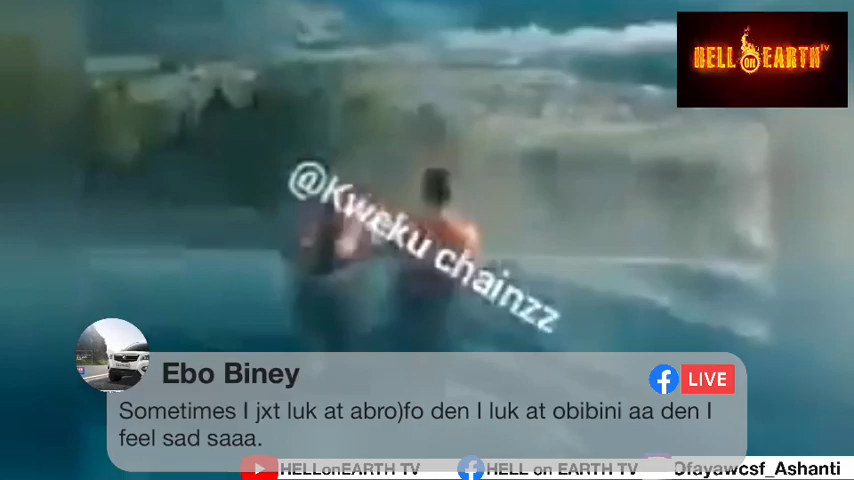 HELL ON EARTH TV
@Kweku chainzz
Ebo Biney
LIVE
Sometimes I jxt luk at abro)fo den I luk at obibini aa den I
feel sad saaa.
HELLonEARTH TV
HELL on EARTH TV
Ofayawcsf_Ashanti